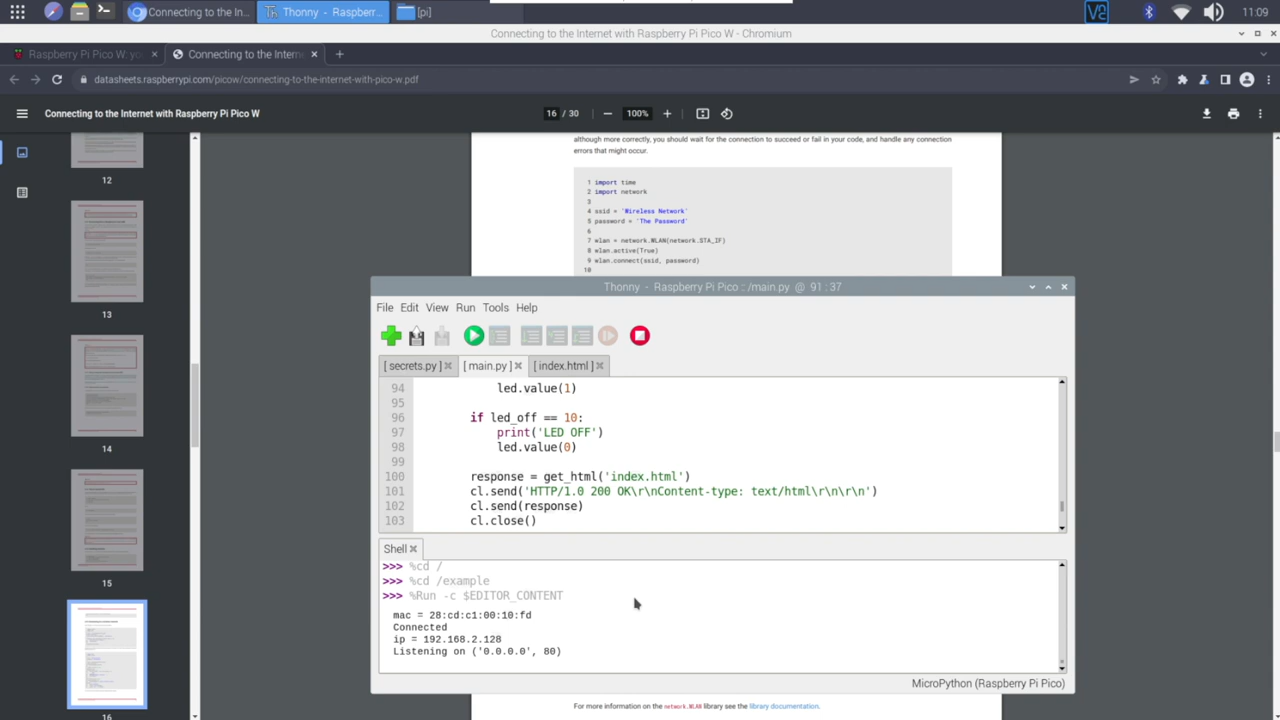 Connecting to the In...
Thonny - Raspberry...
[pi]
11:09
Connecting to the Internet with Raspberry Pi Pico W - Chromium
Raspberry Pi Pico W: yo
Connecting to the Intern
datasheets.raspberrypi.com/picow/connecting-to-the-internet-with-pico-w.pdf
Connecting to the Internet with Raspberry Pi Pico W
16 / 30
100%
although more correctly, you should wait for the connection to succeed or fail in your code, and handle any connection
errors that might occur.
1 import time
2 import network
3
4 ssid = 'Wireless Network'
5 password = 'The Password'
6
7 wlan = network.WLAN(network.STA_IF)
8 wlan.active(True)
9 wlan.connect(ssid, password)
10
12
13
14
15
16
Thonny - Raspberry Pi Pico :: /main.py @ 91 : 37
File Edit View Run Tools Help
[ secrets.py ] [ main.py ] [ index.html ]
94 led.value(1)
95
96 if led_off == 10:
97 print('LED OFF')
98 led.value(0)
99
100 response = get_html('index.html')
101 cl.send('HTTP/1.0 200 OK\r\nContent-type: text/html\r\n\r\n')
102 cl.send(response)
103 cl.close()
Shell
>>> %cd /
>>> %cd /example
>>> %Run -c $EDITOR_CONTENT
mac = 28:cd:c1:00:10:fd
Connected
ip = 192.168.2.128
Listening on ('0.0.0.0', 80)
MicroPython (Raspberry Pi Pico)
For more information on the network.WLAN library see the library documentation.